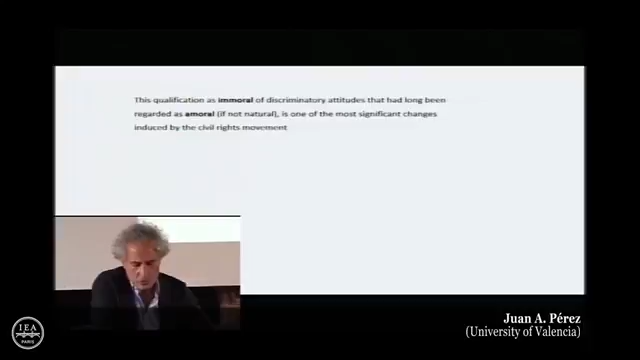 This qualification as immoral of discriminatory attitudes that had long been
regarded as amoral (if not natural), is one of the most significant changes
induced by the civil rights movement
Juan A. Pérez
(University of Valencia)
IEA
PARIS